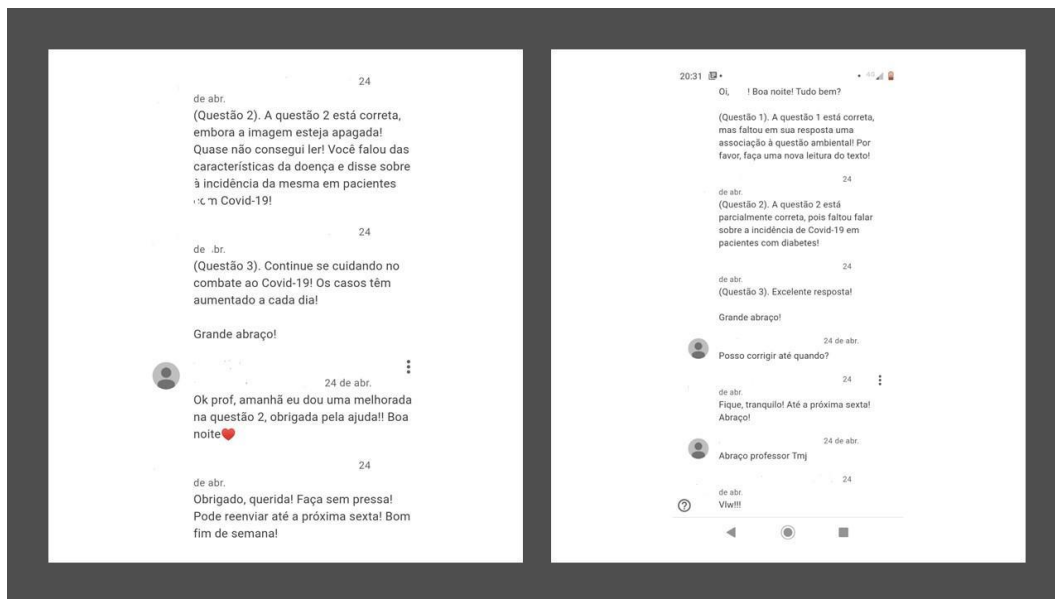 24
de abr.
(Questão 2). A questão 2 está correta,
embora a imagem esteja apagada!
Quase não consegui ler! Você falou das
características da doença e disse sobre
à incidência da mesma em pacientes
com Covid-19!
24
de abr.
(Questão 3). Continue se cuidando no
combate ao Covid-19! Os casos têm
aumentado a cada dia!
Grande abraço!
24 de abr.
Ok prof, amanhã eu dou uma melhorada
na questão 2, obrigada pela ajuda!! Boa
noite❤️
24
de abr.
Obrigado, querida! Faça sem pressa!
Pode reenviar até a próxima sexta! Bom
fim de semana!
20:31
4G
Oi, ! Boa noite! Tudo bem?
(Questão 1). A questão 1 está correta,
mas faltou em sua resposta uma
associação à questão ambiental! Por
favor, faça uma nova leitura do texto!
24
de abr.
(Questão 2). A questão 2 está
parcialmente correta, pois faltou falar
sobre a incidência de Covid-19 em
pacientes com diabetes!
24
de abr.
(Questão 3). Excelente resposta!
Grande abraço!
24 de abr.
Posso corrigir até quando?
24
de abr.
Fique, tranquilo! Até a próxima sexta!
Abraço!
24 de abr.
Abraço professor Tmj
24
de abr.
Vlw!!!